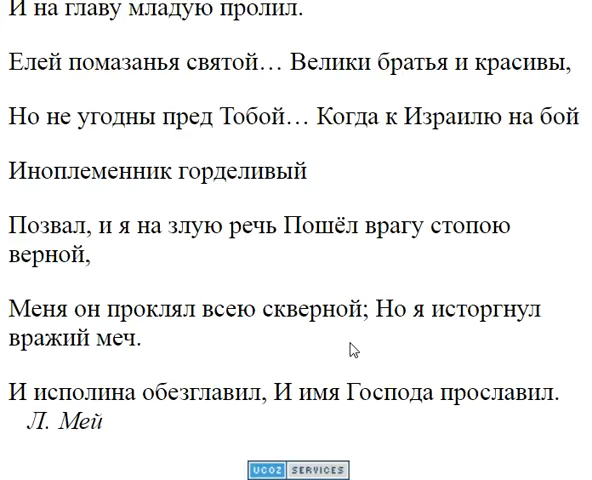 И на главу младую пролил.
Елей помазанья святой… Велики братья и красивы,
Но не угодны пред Тобой… Когда к Израилю на бой
Иноплеменник горделивый
Позвал, и я на злую речь Пошёл врагу стопою
верной,
Меня он проклял всею скверной; Но я исторгнул
вражий меч.
И исполина обезглавил, И имя Господа прославил.
Л. Мей
UCOZ SERVICES